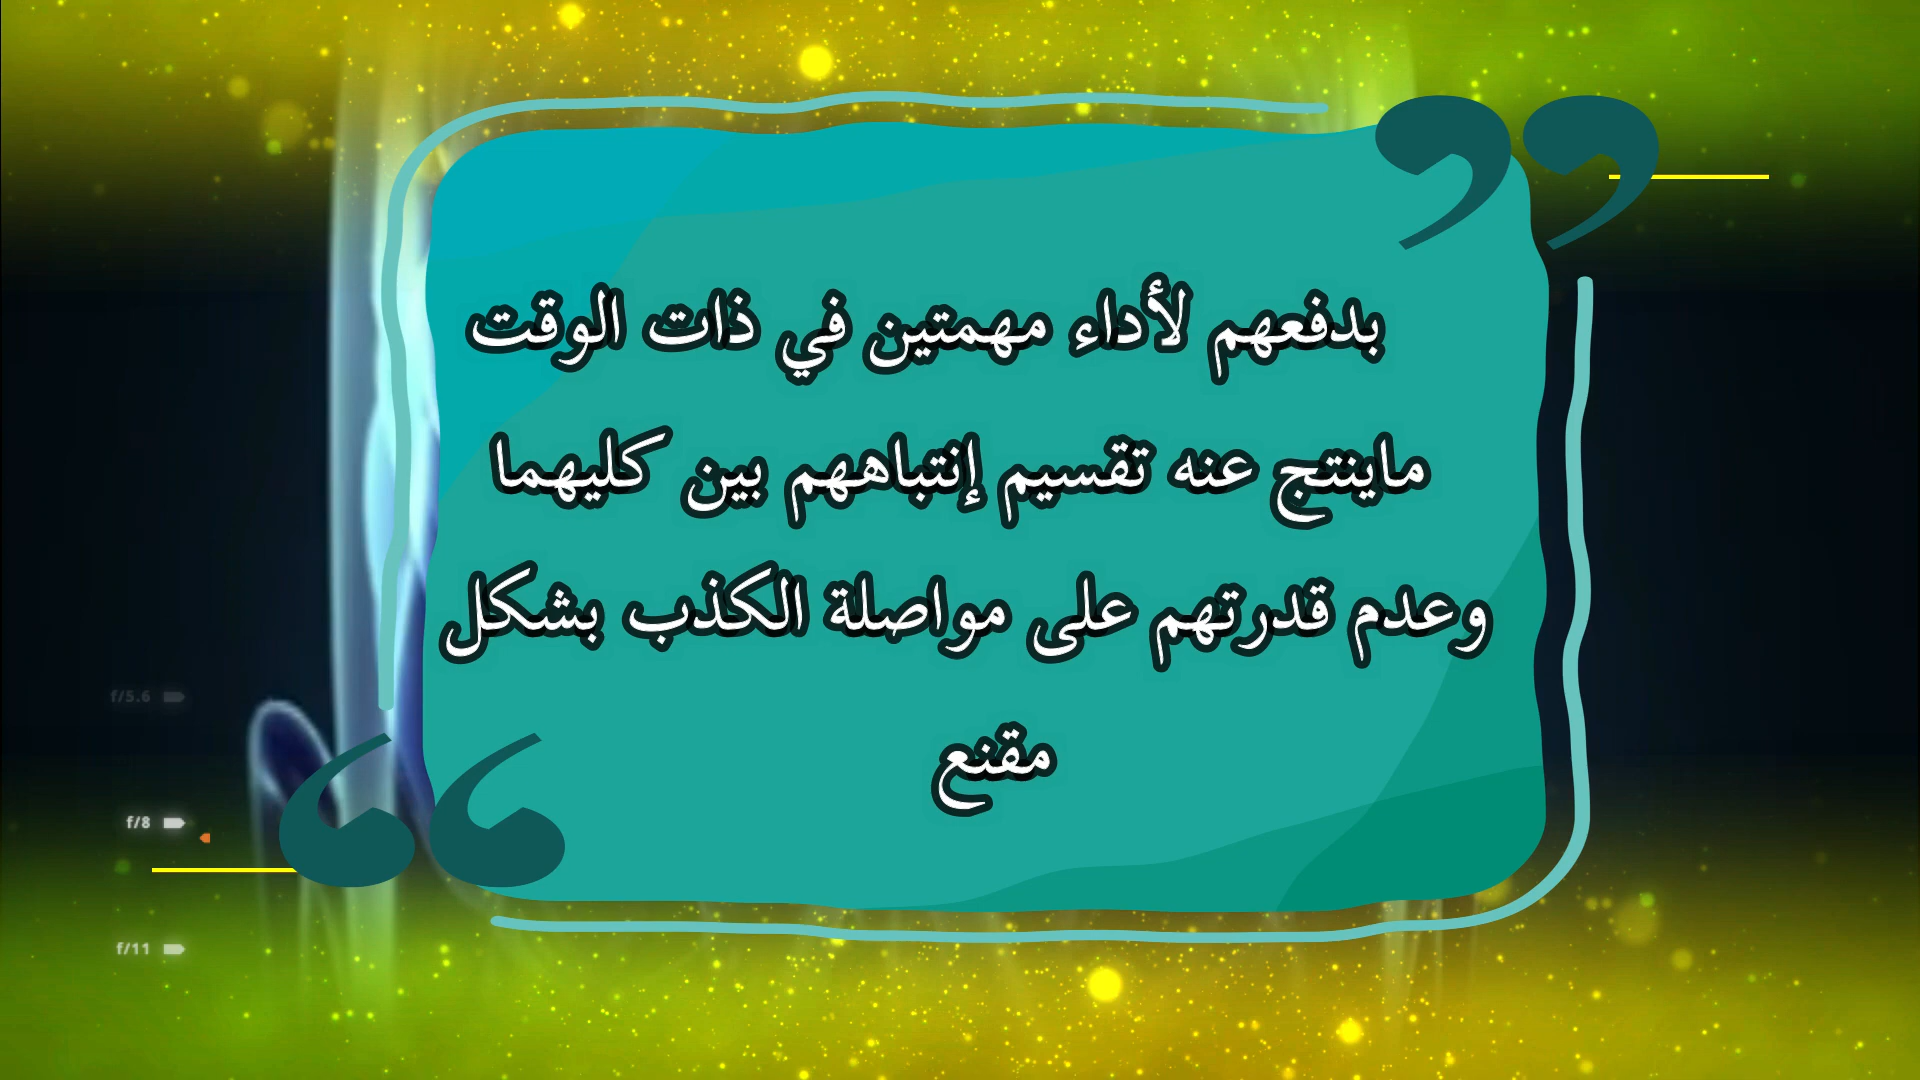 بدفعهم لأداء مهمتين في ذات الوقت
ماينتج عنه تقسيم إنتباههم بين كليهما
وعدم قدرتهم على مواصلة الكذب بشكل
مقنع
f/5.6
f/8
f/11